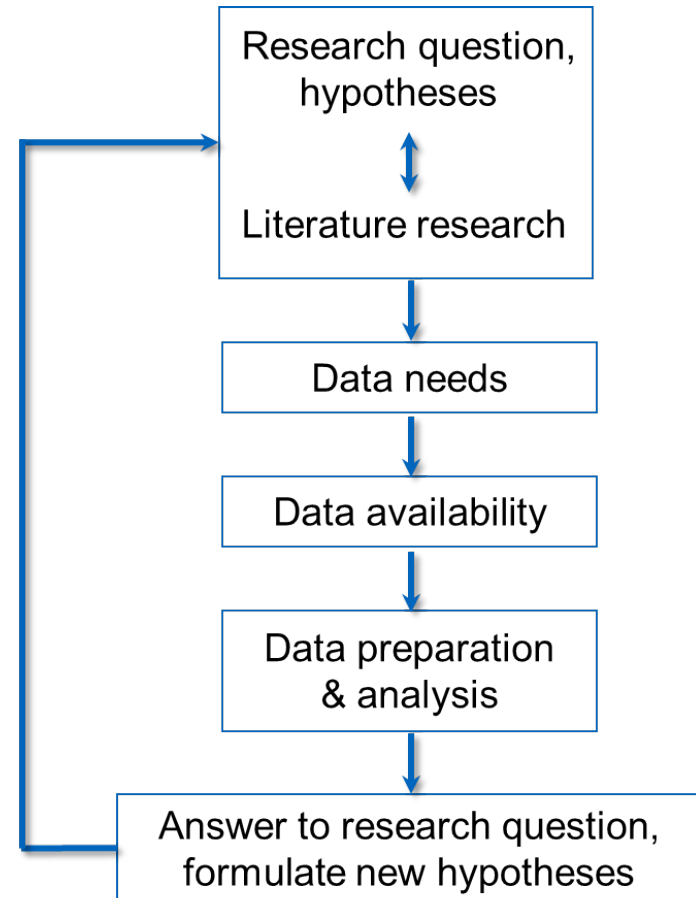 Research question,
hypotheses
Literature research
Data needs
Data availability
Data preparation
& analysis
Answer to research question,
formulate new hypotheses